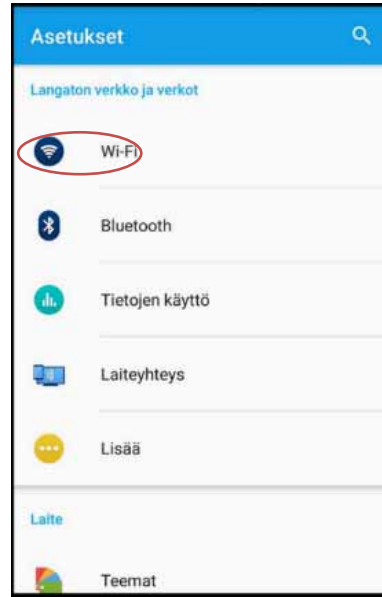 Asetukset
Langaton verkko ja verkot
Wi-Fi
Bluetooth
Tietojen käyttö
Laiteyhteys
Lisää
Laite
Teemat